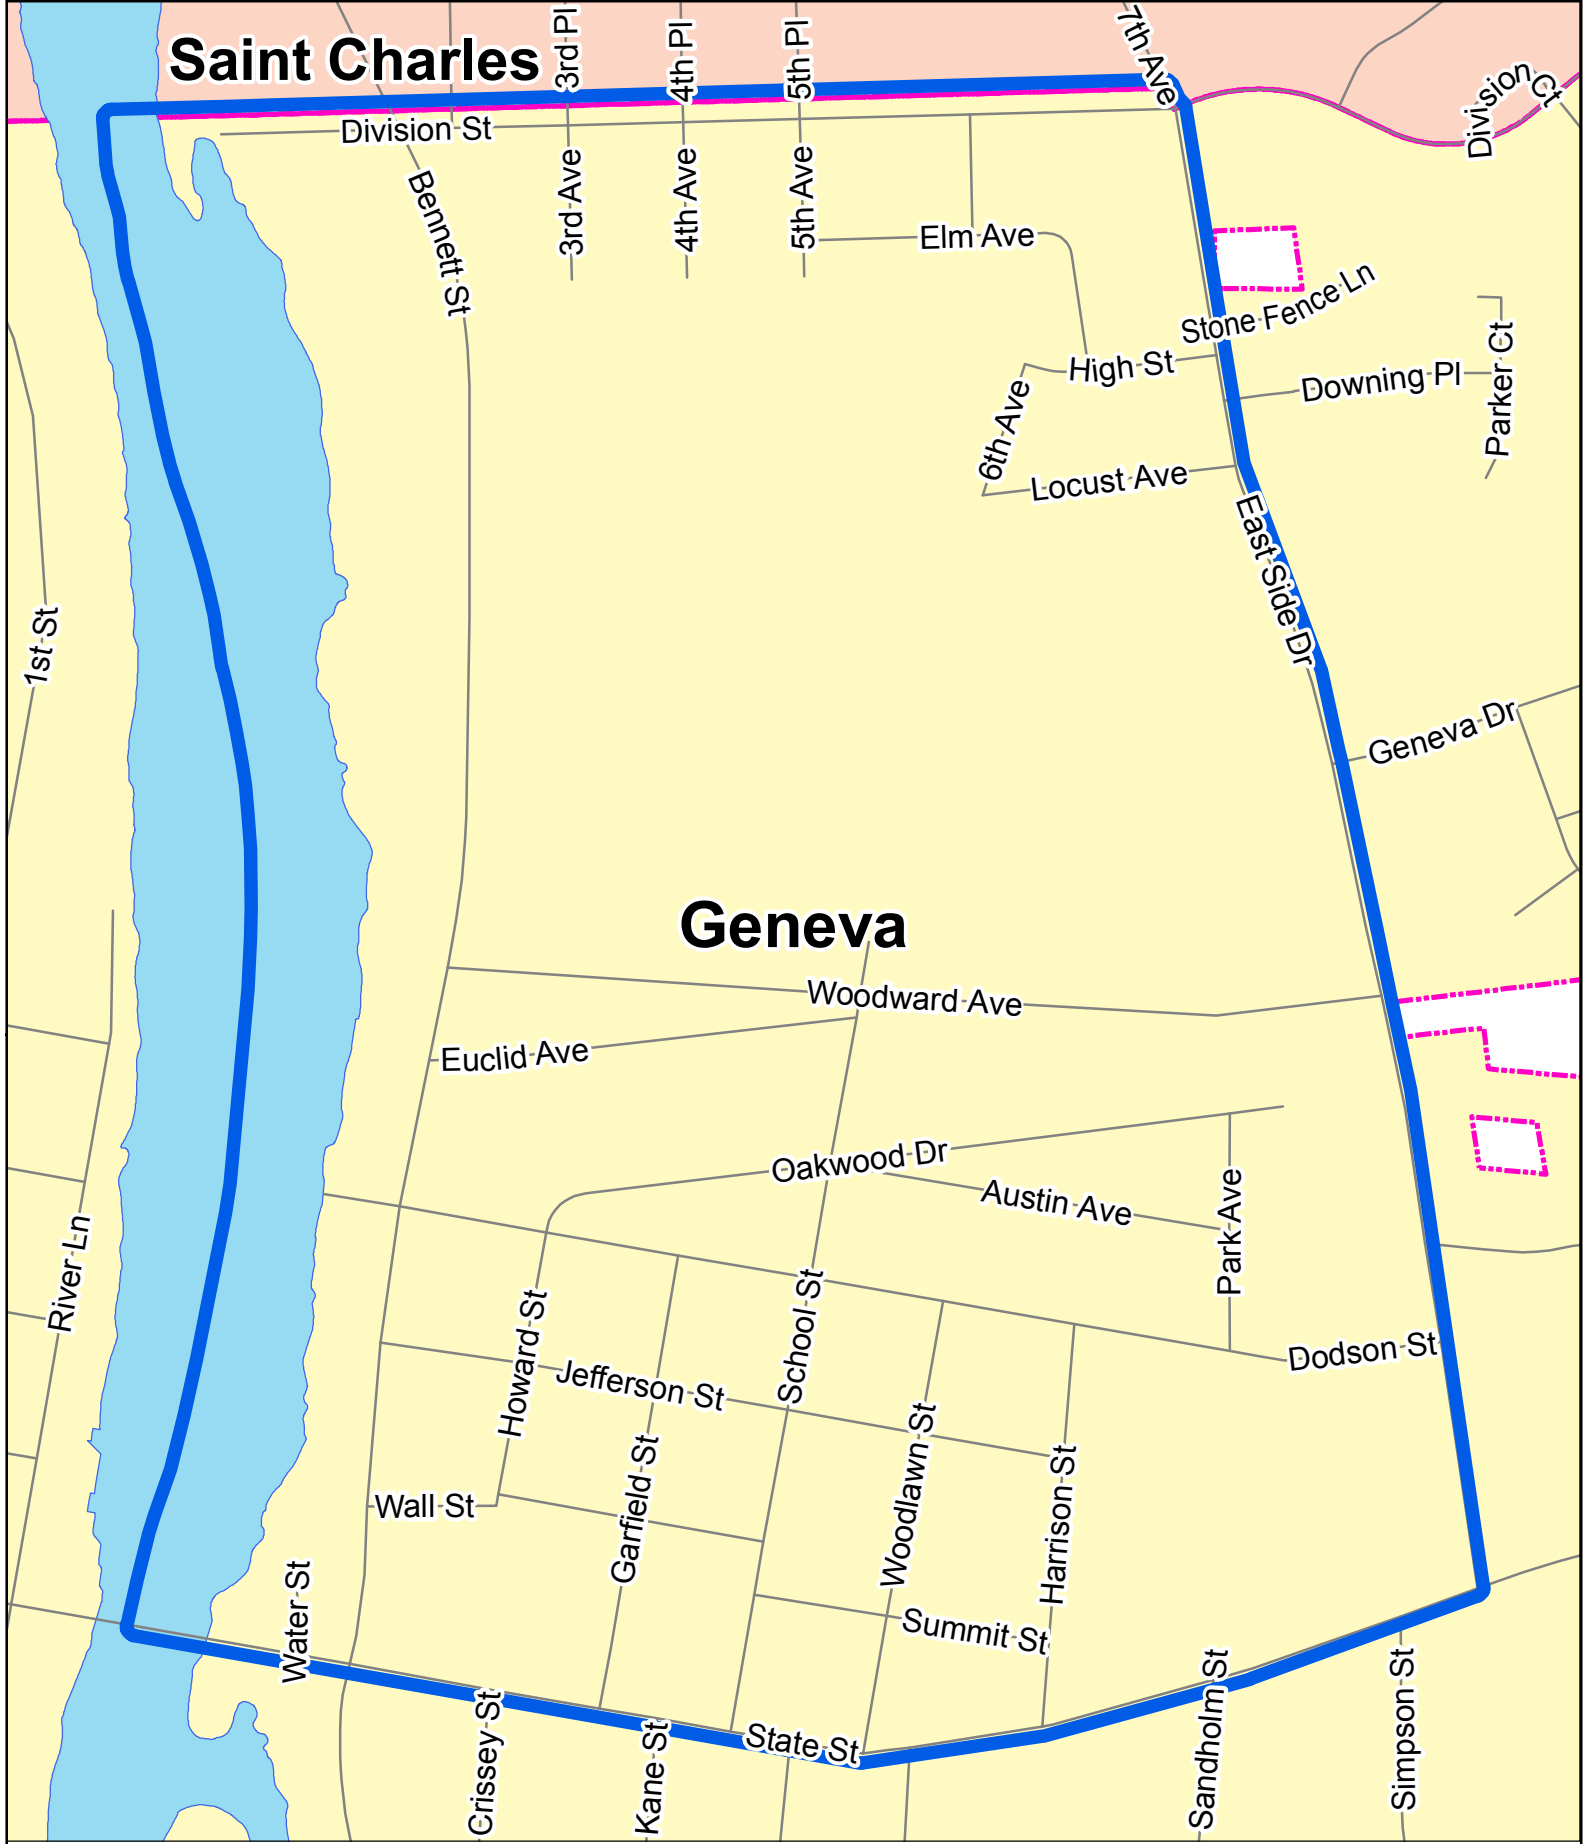 Saint Charles
3rd Pl
4th Pl
5th Pl
7th Ave
Division Ct
Division St
Bennett St
3rd Ave
4th Ave
5th Ave
Elm Ave
Stone Fence Ln
High St
Downing Pl
Parker Ct
6th Ave
Locust Ave
East Side Dr
1st St
Geneva Dr
Geneva
Woodward Ave
Euclid Ave
Oakwood Dr
Austin Ave
Park Ave
River Ln
Howard St
School St
Dodson St
Jefferson St
Garfield St
Woodlawn St
Harrison St
Wall St
Water St
Summit St
State St
Crissey St
Kane St
Sandholm St
Simpson St